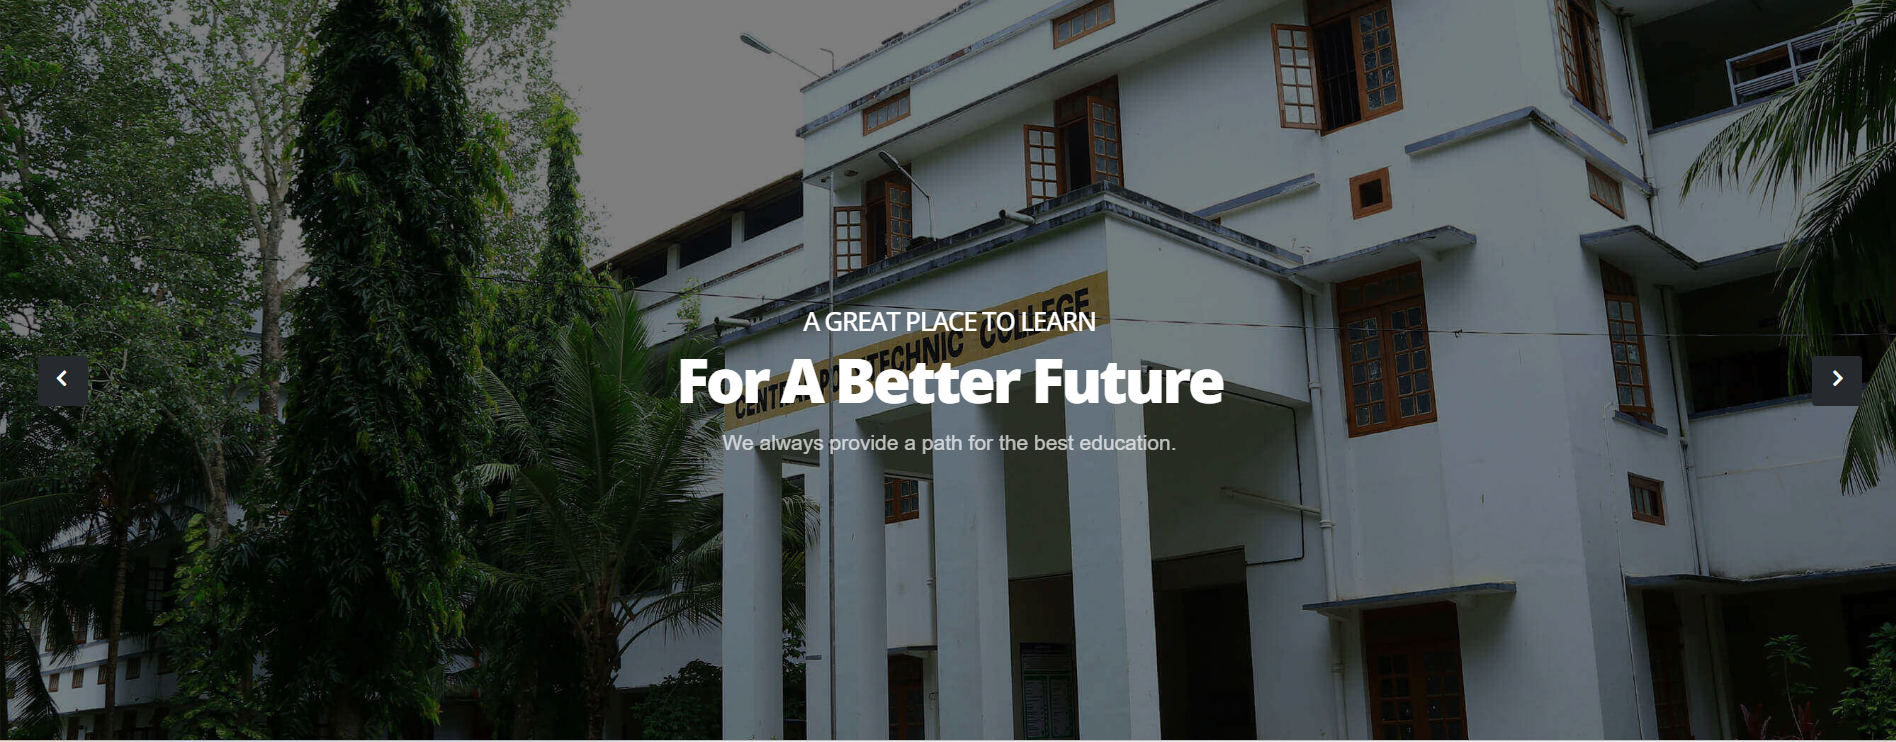 A GREAT PLACE TO LEARN
For A Better Future
We always provide a path for the best education.
CENTRAL POLYTECHNIC COLLEGE